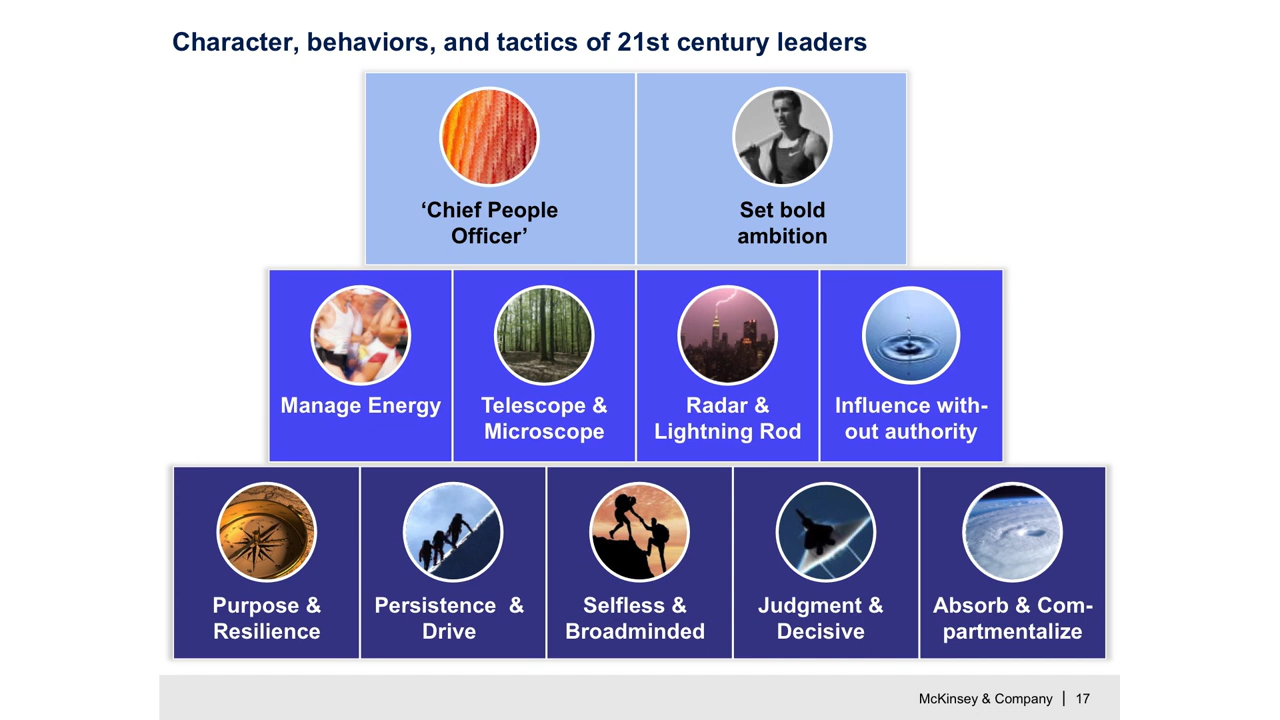 Character, behaviors, and tactics of 21st century leaders
‘Chief People
Officer’
Set bold
ambition
Manage Energy
Telescope &
Microscope
Radar &
Lightning Rod
Influence with-
out authority
Purpose &
Resilience
Persistence  &
Drive
Selfless &
Broadminded
Judgment &
Decisive
Absorb & Com-
partmentalize
McKinsey & Company | 17